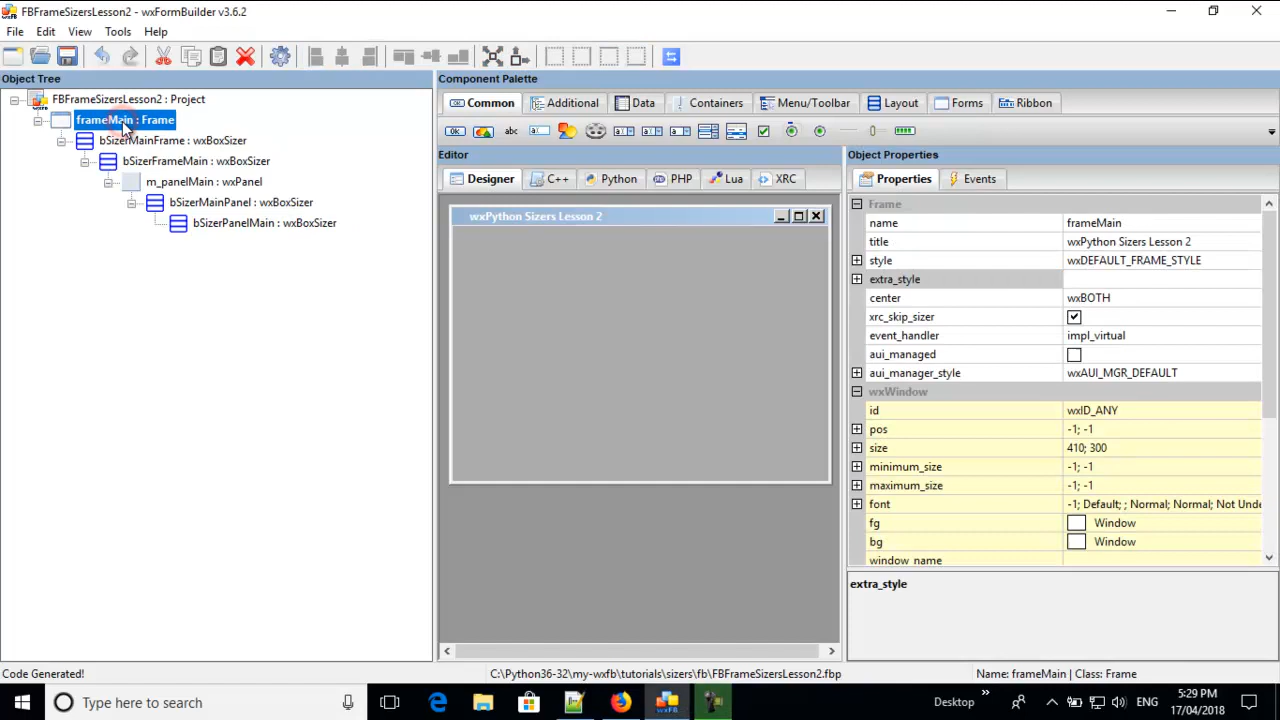 FBFrameSizersLesson2 - wxFormBuilder v3.6.2
File Edit View Tools Help
Object Tree
FBFrameSizersLesson2 : Project
frameMain : Frame
bSizerMainFrame : wxBoxSizer
bSizerFrameMain : wxBoxSizer
m_panelMain : wxPanel
bSizerMainPanel : wxBoxSizer
bSizerPanelMain : wxBoxSizer
Component Palette
Common Additional Data Containers Menu/Toolbar Layout Forms Ribbon
abc
Editor
Designer C++ Python PHP Lua XRC
wxPython Sizers Lesson 2
Object Properties
Properties Events
Frame
name frameMain
title wxPython Sizers Lesson 2
style wxDEFAULT_FRAME_STYLE
extra_style
center wxBOTH
xrc_skip_sizer
event_handler impl_virtual
aui_managed
aui_manager_style wxAUI_MGR_DEFAULT
wxWindow
id wxID_ANY
pos -1; -1
size 410; 300
minimum_size -1; -1
maximum_size -1; -1
font -1; Default; ; Normal; Normal; Not Unde
fg Window
bg Window
window_name
extra_style
Code Generated!
C:\Python36-32\my-wxfb\tutorials\sizers\fb\FBFrameSizersLesson2.fbp
Name: frameMain | Class: Frame
Type here to search
wxFB
Desktop
ENG
5:29 PM
17/04/2018